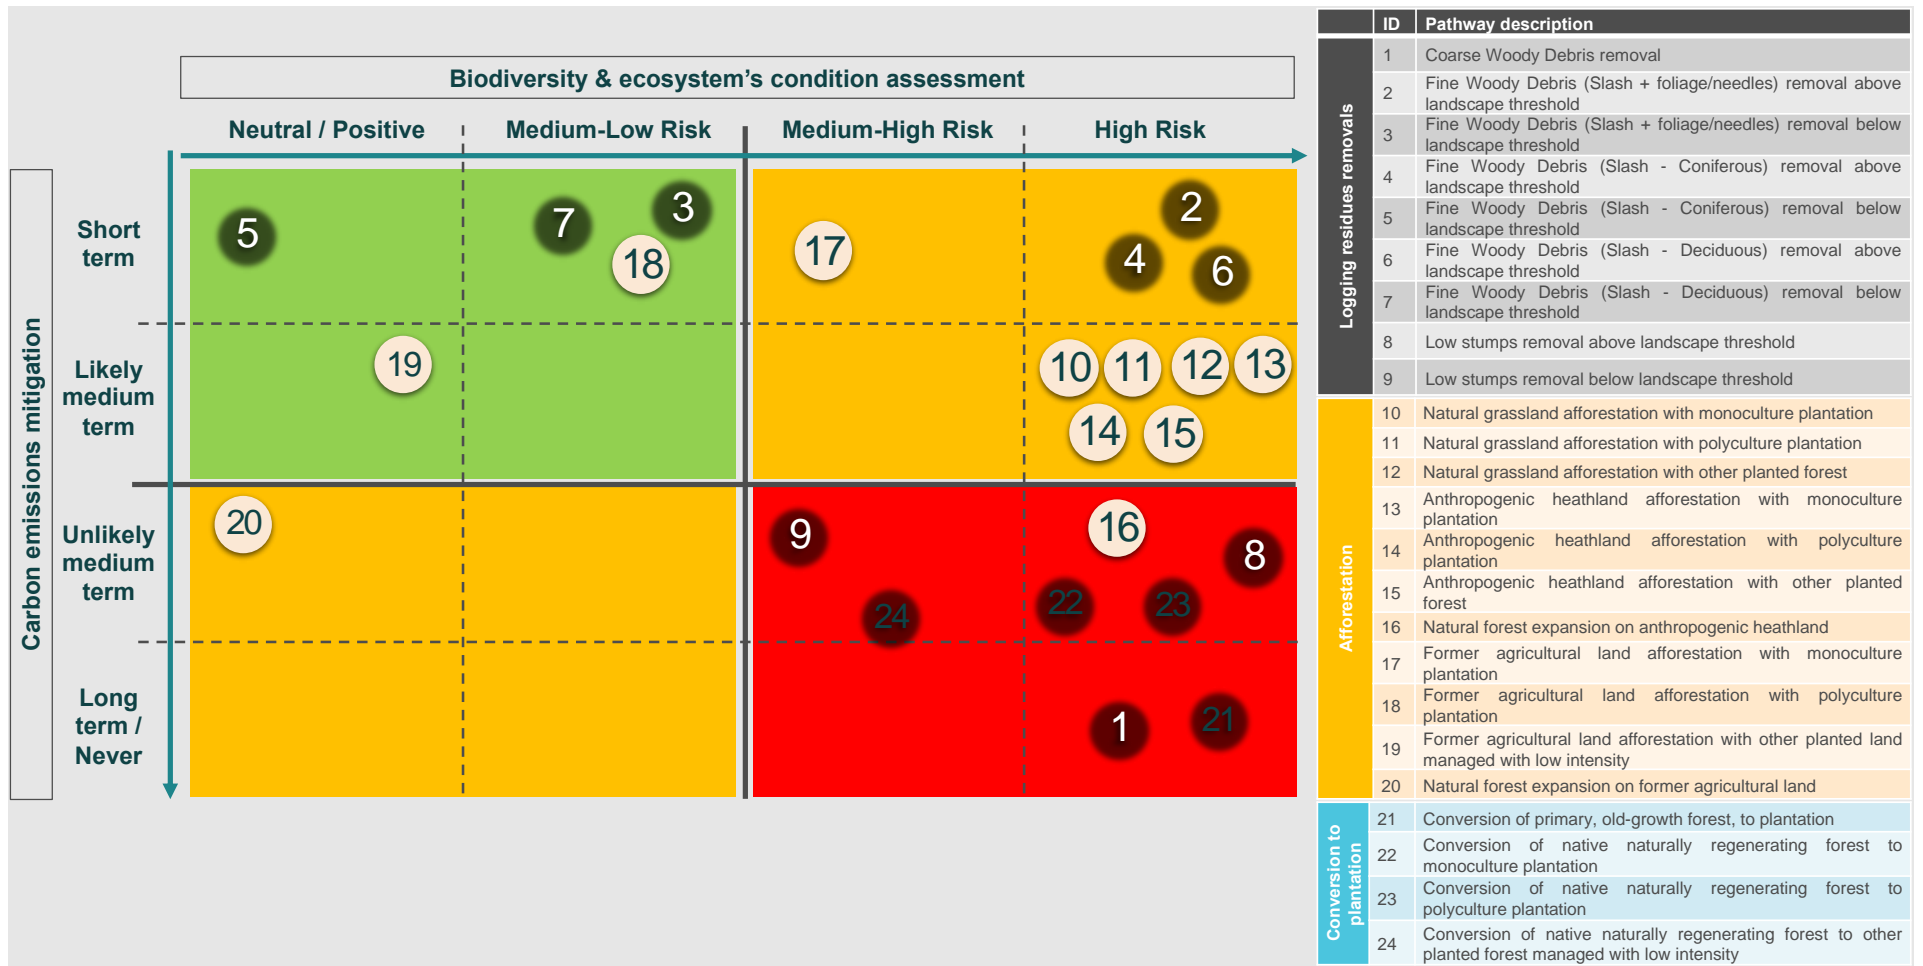 Biodiversity & ecosystem's condition assessment
Neutral / Positive
Medium-Low Risk
Medium-High Risk
High Risk
Carbon emissions mitigation
Short
term
5
7
3
18
17
2
4
6
Likely
medium
term
19
10
11
12
13
14
15
Unlikely
medium
term
20
9
24
16
8
22
23
Long
term /
Never
1
21
ID Pathway description
Logging residues removals
1 Coarse Woody Debris removal
2 Fine Woody Debris (Slash + foliage/needles) removal above
landscape threshold
3 Fine Woody Debris (Slash + foliage/needles) removal below
landscape threshold
4 Fine Woody Debris (Slash - Coniferous) removal above
landscape threshold
5 Fine Woody Debris (Slash - Coniferous) removal below
landscape threshold
6 Fine Woody Debris (Slash - Deciduous) removal above
landscape threshold
7 Fine Woody Debris (Slash - Deciduous) removal below
landscape threshold
8 Low stumps removal above landscape threshold
9 Low stumps removal below landscape threshold
Afforestation
10 Natural grassland afforestation with monoculture plantation
11 Natural grassland afforestation with polyculture plantation
12 Natural grassland afforestation with other planted forest
13 Anthropogenic heathland afforestation with monoculture
plantation
14 Anthropogenic heathland afforestation with polyculture
plantation
15 Anthropogenic heathland afforestation with other planted
forest
16 Natural forest expansion on anthropogenic heathland
17 Former agricultural land afforestation with monoculture
plantation
18 Former agricultural land afforestation with polyculture
plantation
19 Former agricultural land afforestation with other planted land
managed with low intensity
20 Natural forest expansion on former agricultural land
Conversion to
plantation
21 Conversion of primary, old-growth forest, to plantation
22 Conversion of native naturally regenerating forest to
monoculture plantation
23 Conversion of native naturally regenerating forest to
polyculture plantation
24 Conversion of native naturally regenerating forest to other
planted forest managed with low intensity